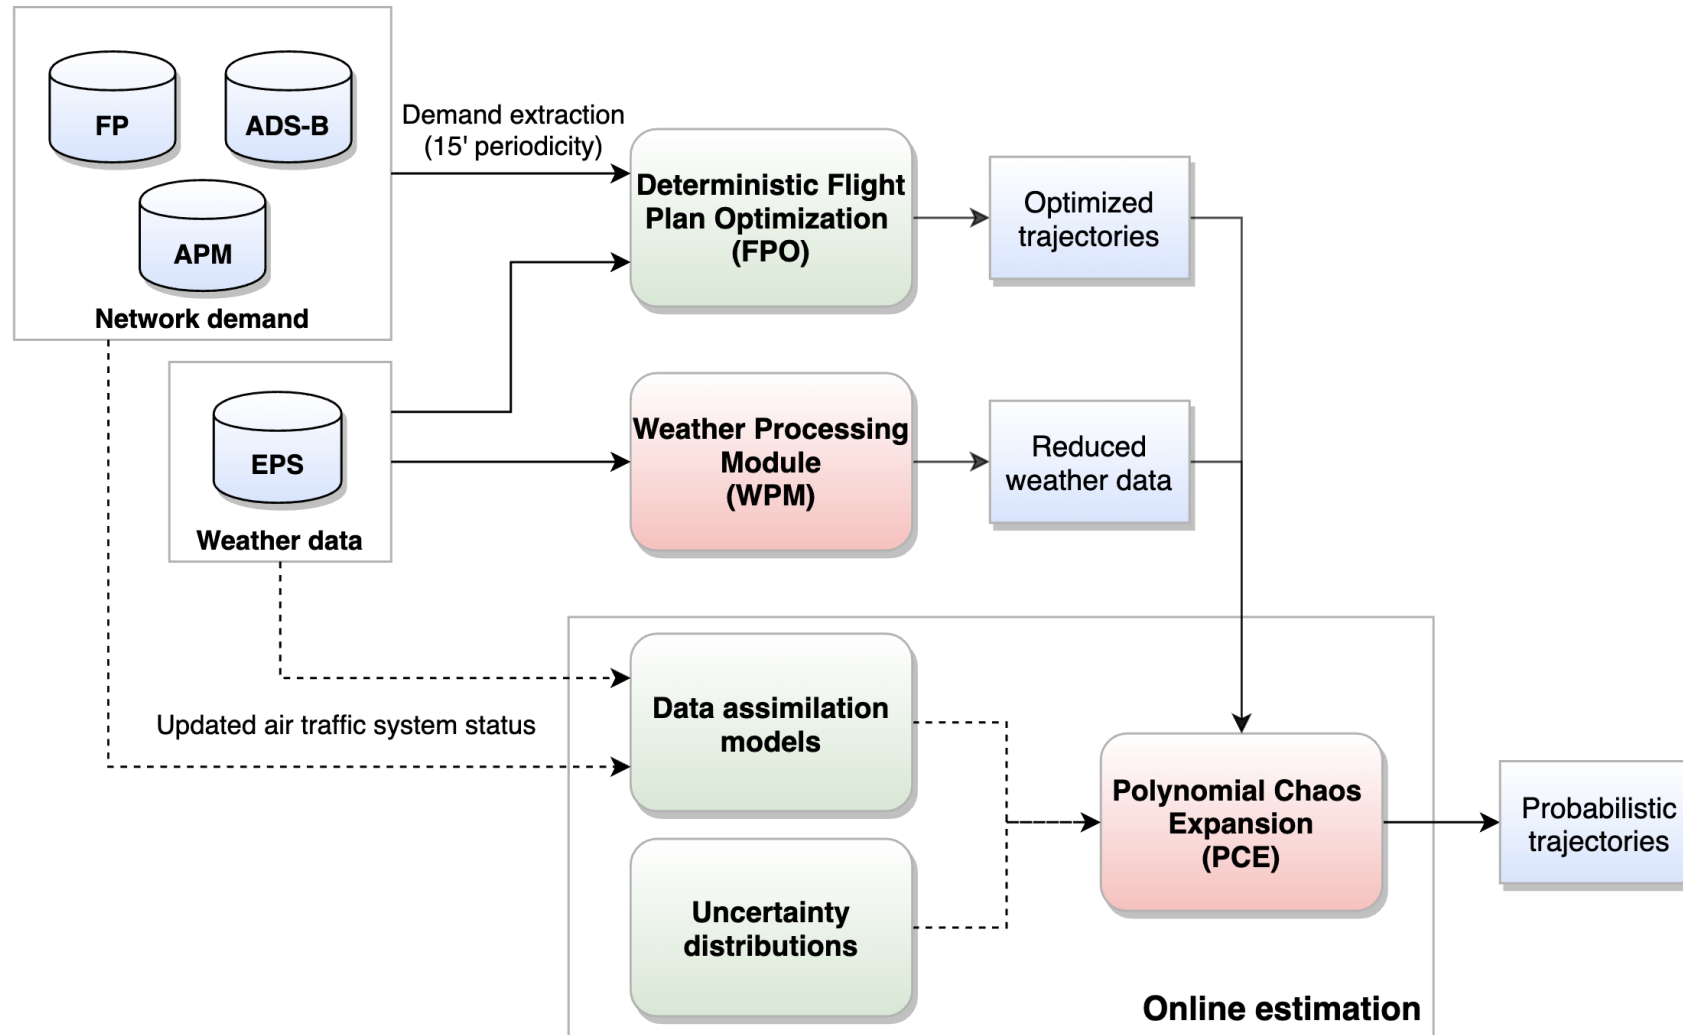 FP
ADS-B
APM
Network demand
Demand extraction
(15' periodicity)
Deterministic Flight
Plan Optimization
(FPO)
Optimized
trajectories
EPS
Weather data
Weather Processing
Module
(WPM)
Reduced
weather data
Updated air traffic system status
Data assimilation
models
Uncertainty
distributions
Polynomial Chaos
Expansion
(PCE)
Probabilistic
trajectories
Online estimation